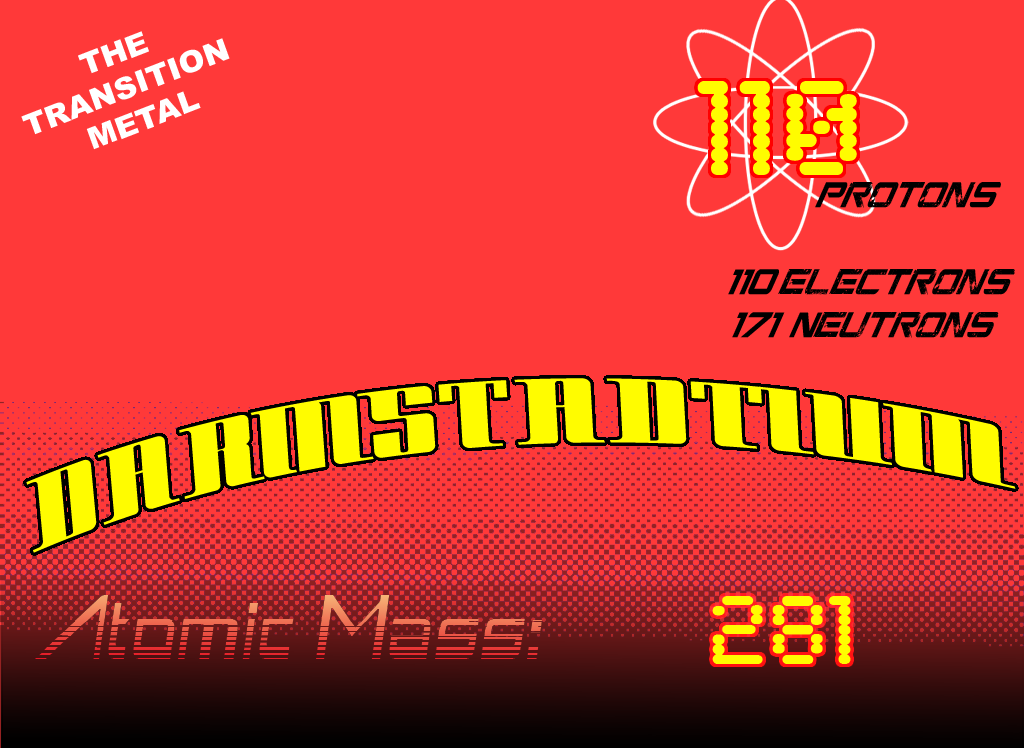 THE
TRANSITION
METAL
110
PROTONS
110 ELECTRONS
171 NEUTRONS
DARMSTADTIUM
Atomic Mass: 281